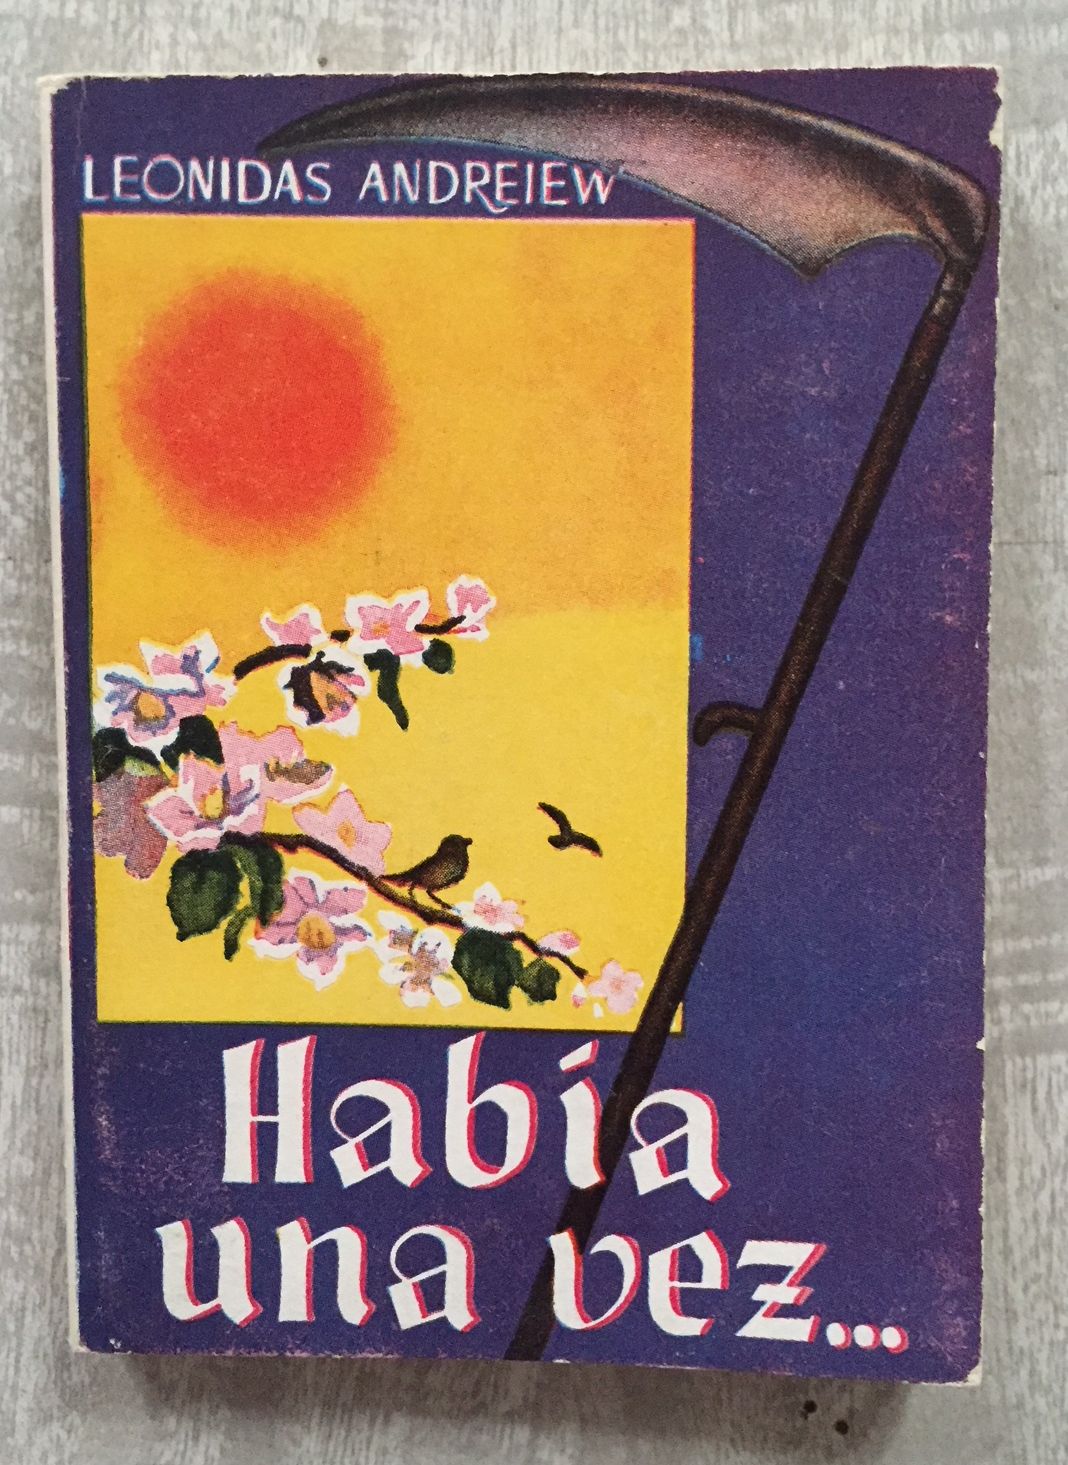 LEONIDAS ANDREIEW
Había
una vez...